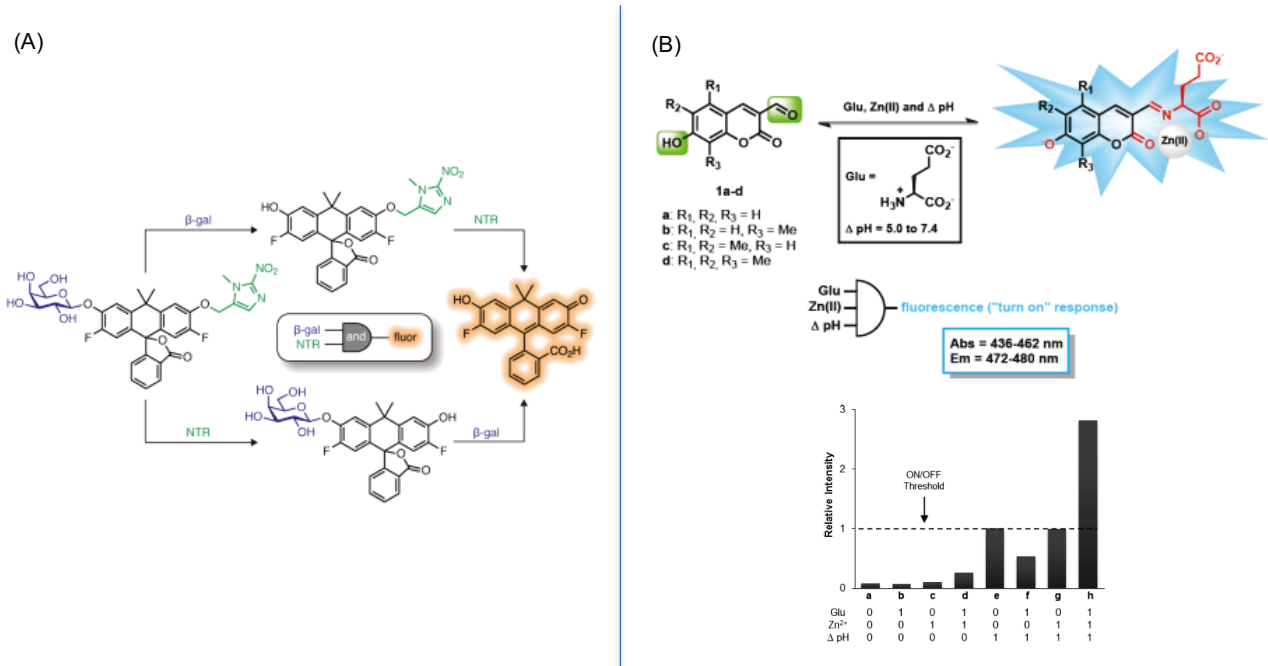 (A)
β-gal
NTR
HO
F
O
N
NO₂
N
F
O
O
OH
HO
HO
OH
O
O
F
O
N
NO₂
N
F
O
O
β-gal
NTR
and
fluor
HO
F
O
F
CO₂H
NTR
β-gal
HO
OH
HO
OH
O
O
F
OH
F
O
O
(B)
R₁
R₂
HO
R₃
O
O
O
1a-d
Glu, Zn(II) and Δ pH
Glu =
CO₂⁻
+
H₃N
CO₂⁻
Δ pH = 5.0 to 7.4
CO₂⁻
R₁
R₂
O
R₃
O
O
N
O
O
Zn(II)
a: R₁, R₂, R₃ = H
b: R₁, R₂ = H, R₃ = Me
c: R₁, R₂ = Me, R₃ = H
d: R₁, R₂, R₃ = Me
Glu
Zn(II)
Δ pH
fluorescence ("turn on" response)
Abs = 436-462 nm
Em = 472-480 nm
Relative Intensity
3
2
1
0
ON/OFF
Threshold
a b c d e f g h
Glu 0 1 0 1 0 1 0 1
Zn²⁺ 0 0 1 1 0 0 1 1
Δ pH 0 0 0 0 1 1 1 1